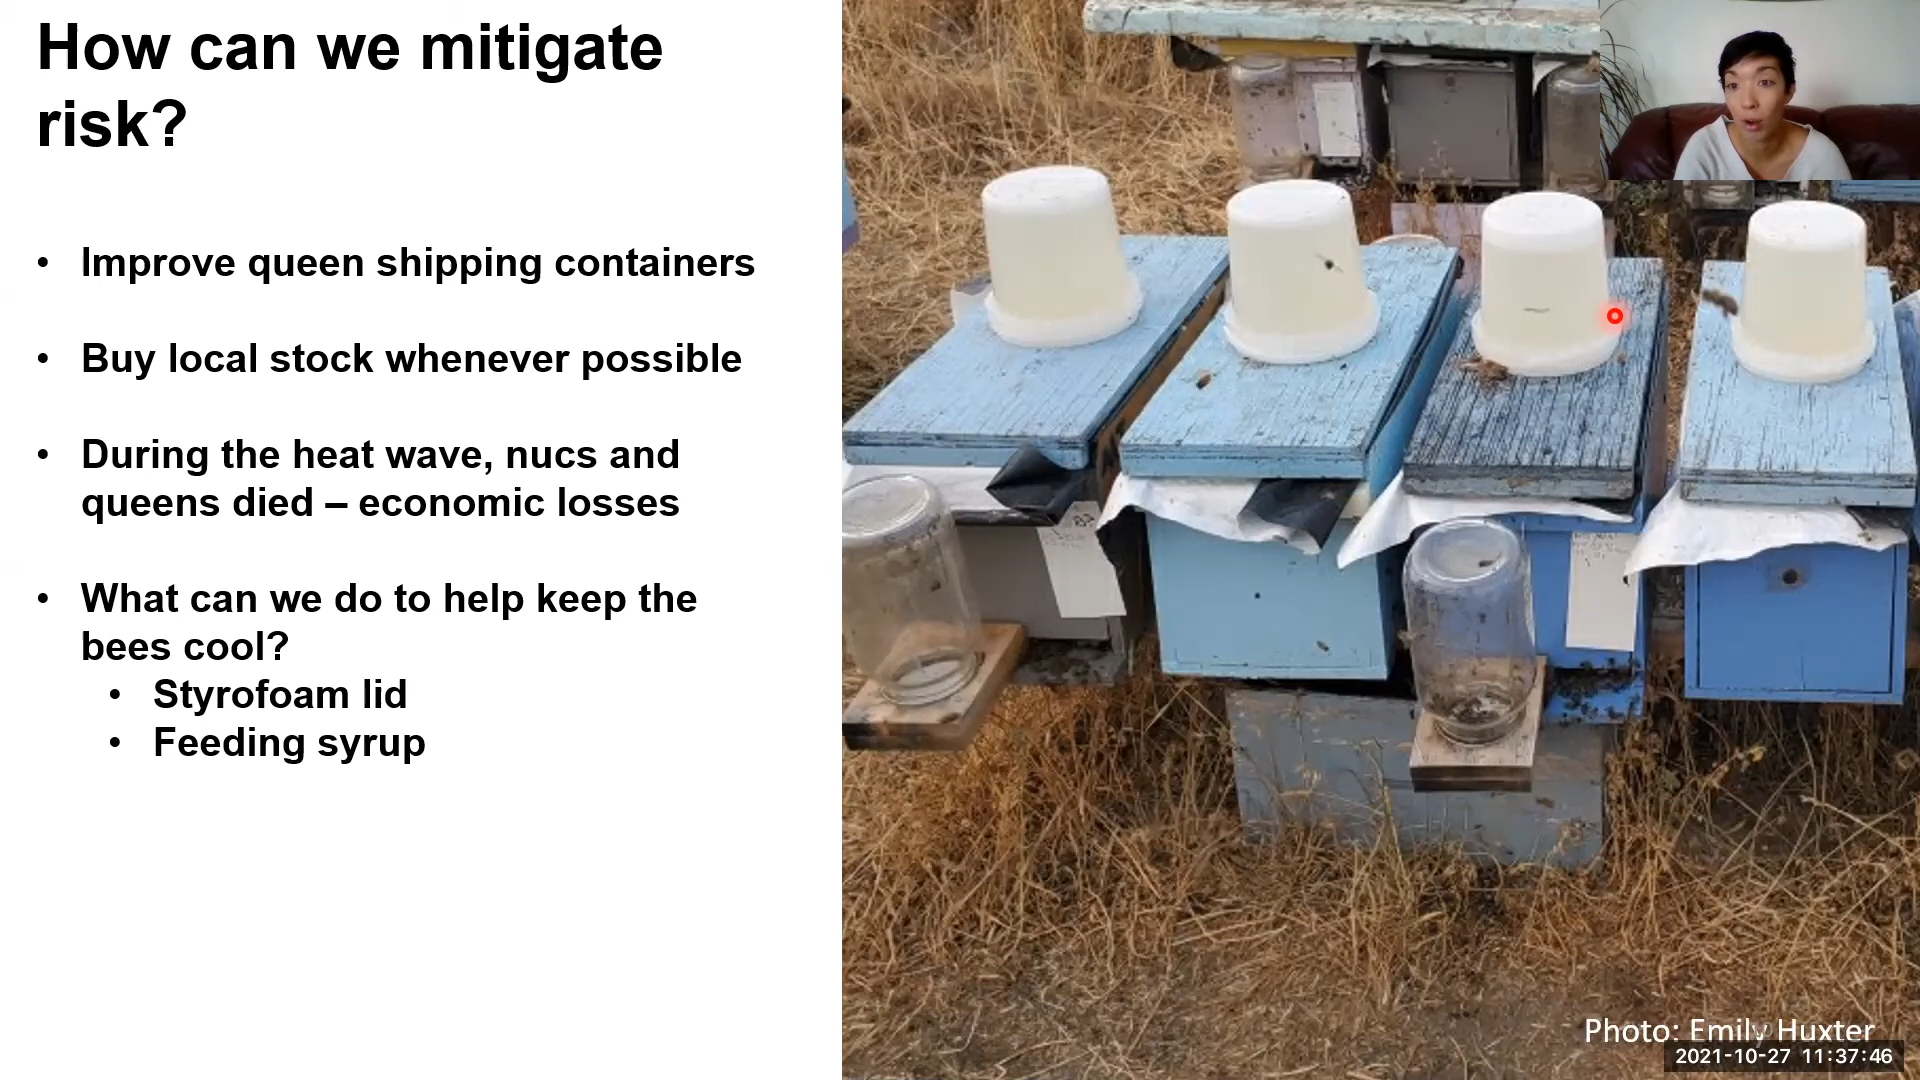 How can we mitigate
risk?
• Improve queen shipping containers
• Buy local stock whenever possible
• During the heat wave, nucs and
queens died – economic losses
• What can we do to help keep the
bees cool?
• Styrofoam lid
• Feeding syrup
Photo: Emily Huxter
2021-10-27 11:37:46